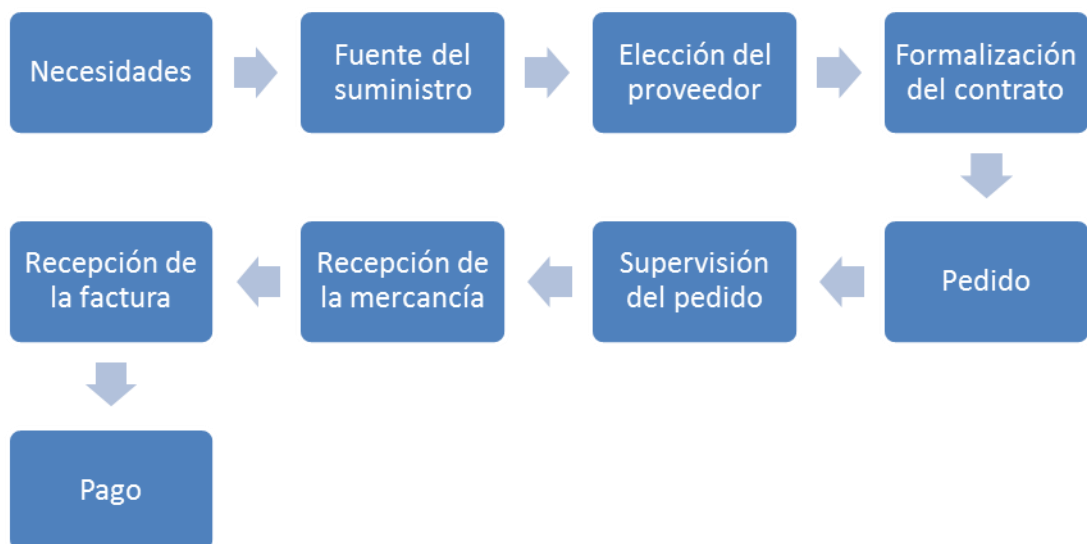 Necesidades
Fuente del
suministro
Elección del
proveedor
Formalización
del contrato
Pedido
Supervisión
del pedido
Recepción de
la mercancía
Recepción de
la factura
Pago